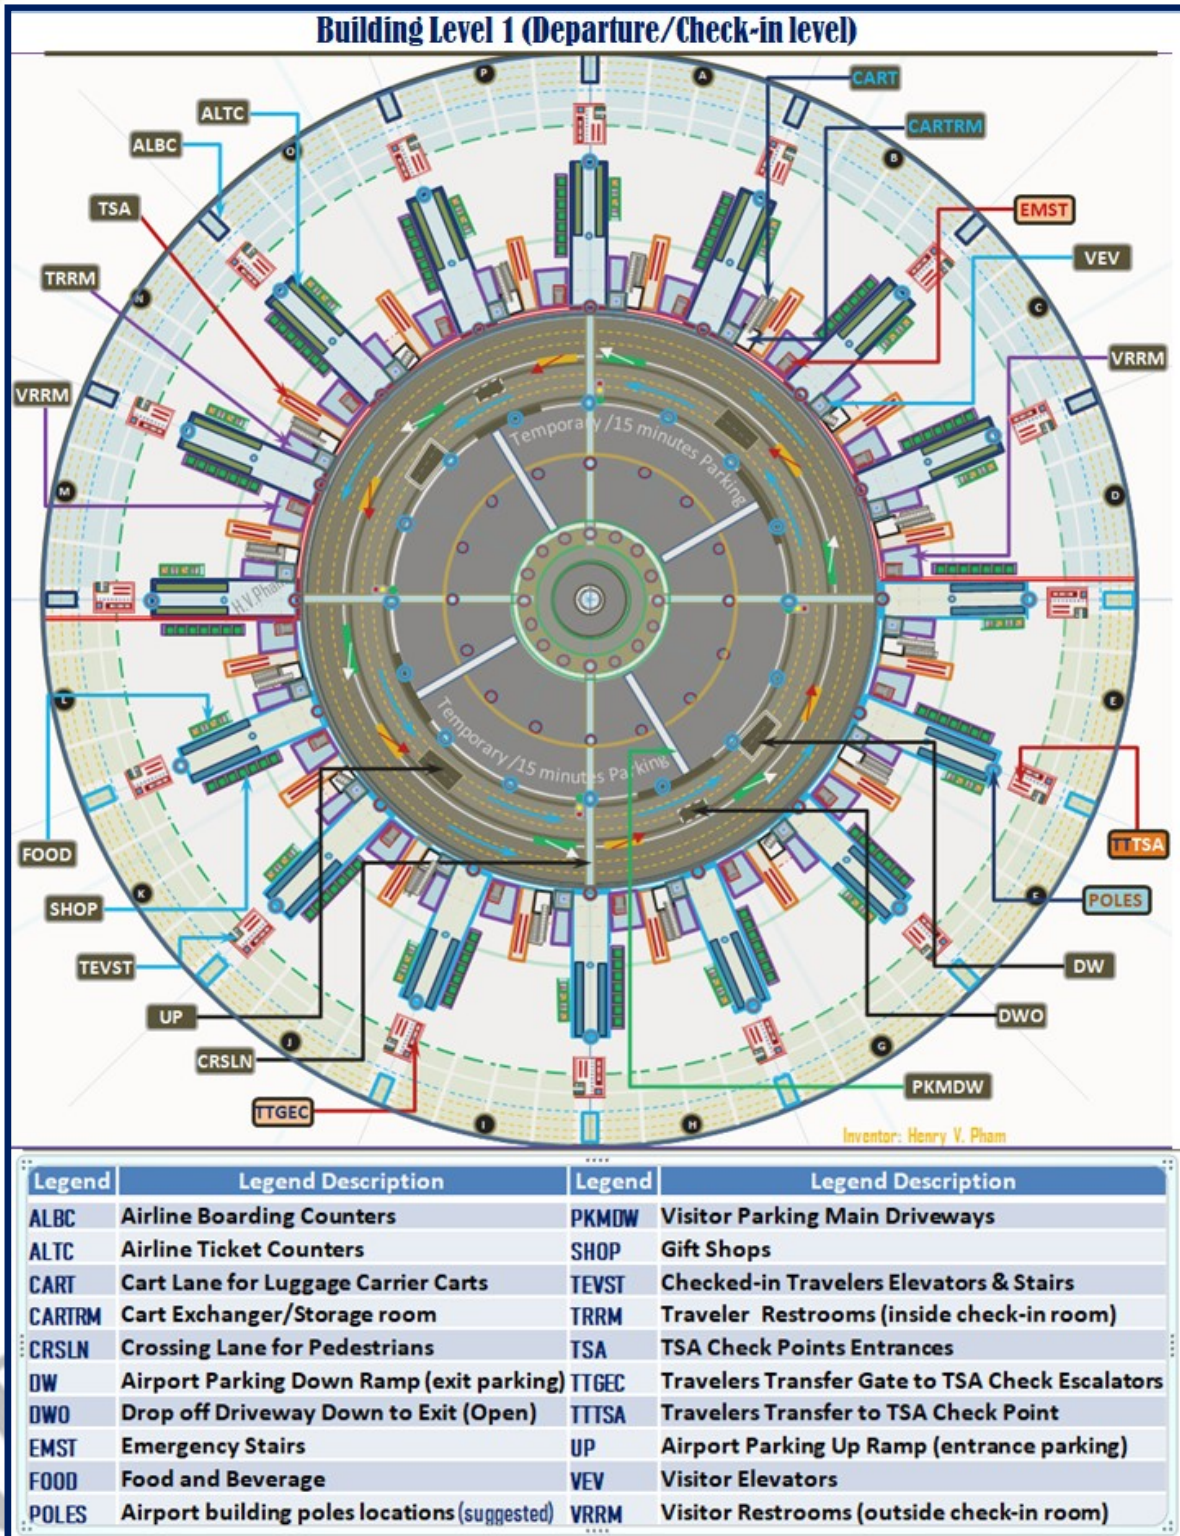 Building Level 1 (Departure/Check-in level)
P
A
CART
ALTC
CARTRM
ALBC
O
B
TSA
EMST
VEV
TRRM
N
C
VRRM
VRRM
Temporary /15 minutes Parking
M
D
H.V.Pham
L
E
Temporary /15 minutes Parking
FOOD
TTTSA
K
F
SHOP
POLES
TEVST
DW
UP
DWO
J
G
CRSLN
PKMDW
TTGEC
I
H
Inventor: Henry V. Pham
Legend Legend Description Legend Legend Description
ALBC Airline Boarding Counters PKMDW Visitor Parking Main Driveways
ALTC Airline Ticket Counters SHOP Gift Shops
CART Cart Lane for Luggage Carrier Carts TEVST Checked-in Travelers Elevators & Stairs
CARTRM Cart Exchanger/Storage room TRRM Traveler Restrooms (inside check-in room)
CRSLN Crossing Lane for Pedestrians TSA TSA Check Points Entrances
DW Airport Parking Down Ramp (exit parking) TTGEC Travelers Transfer Gate to TSA Check Escalators
DWO Drop off Driveway Down to Exit (Open) TTTSA Travelers Transfer to TSA Check Point
EMST Emergency Stairs UP Airport Parking Up Ramp (entrance parking)
FOOD Food and Beverage VEV Visitor Elevators
POLES Airport building poles locations (suggested) VRRM Visitor Restrooms (outside check-in room)